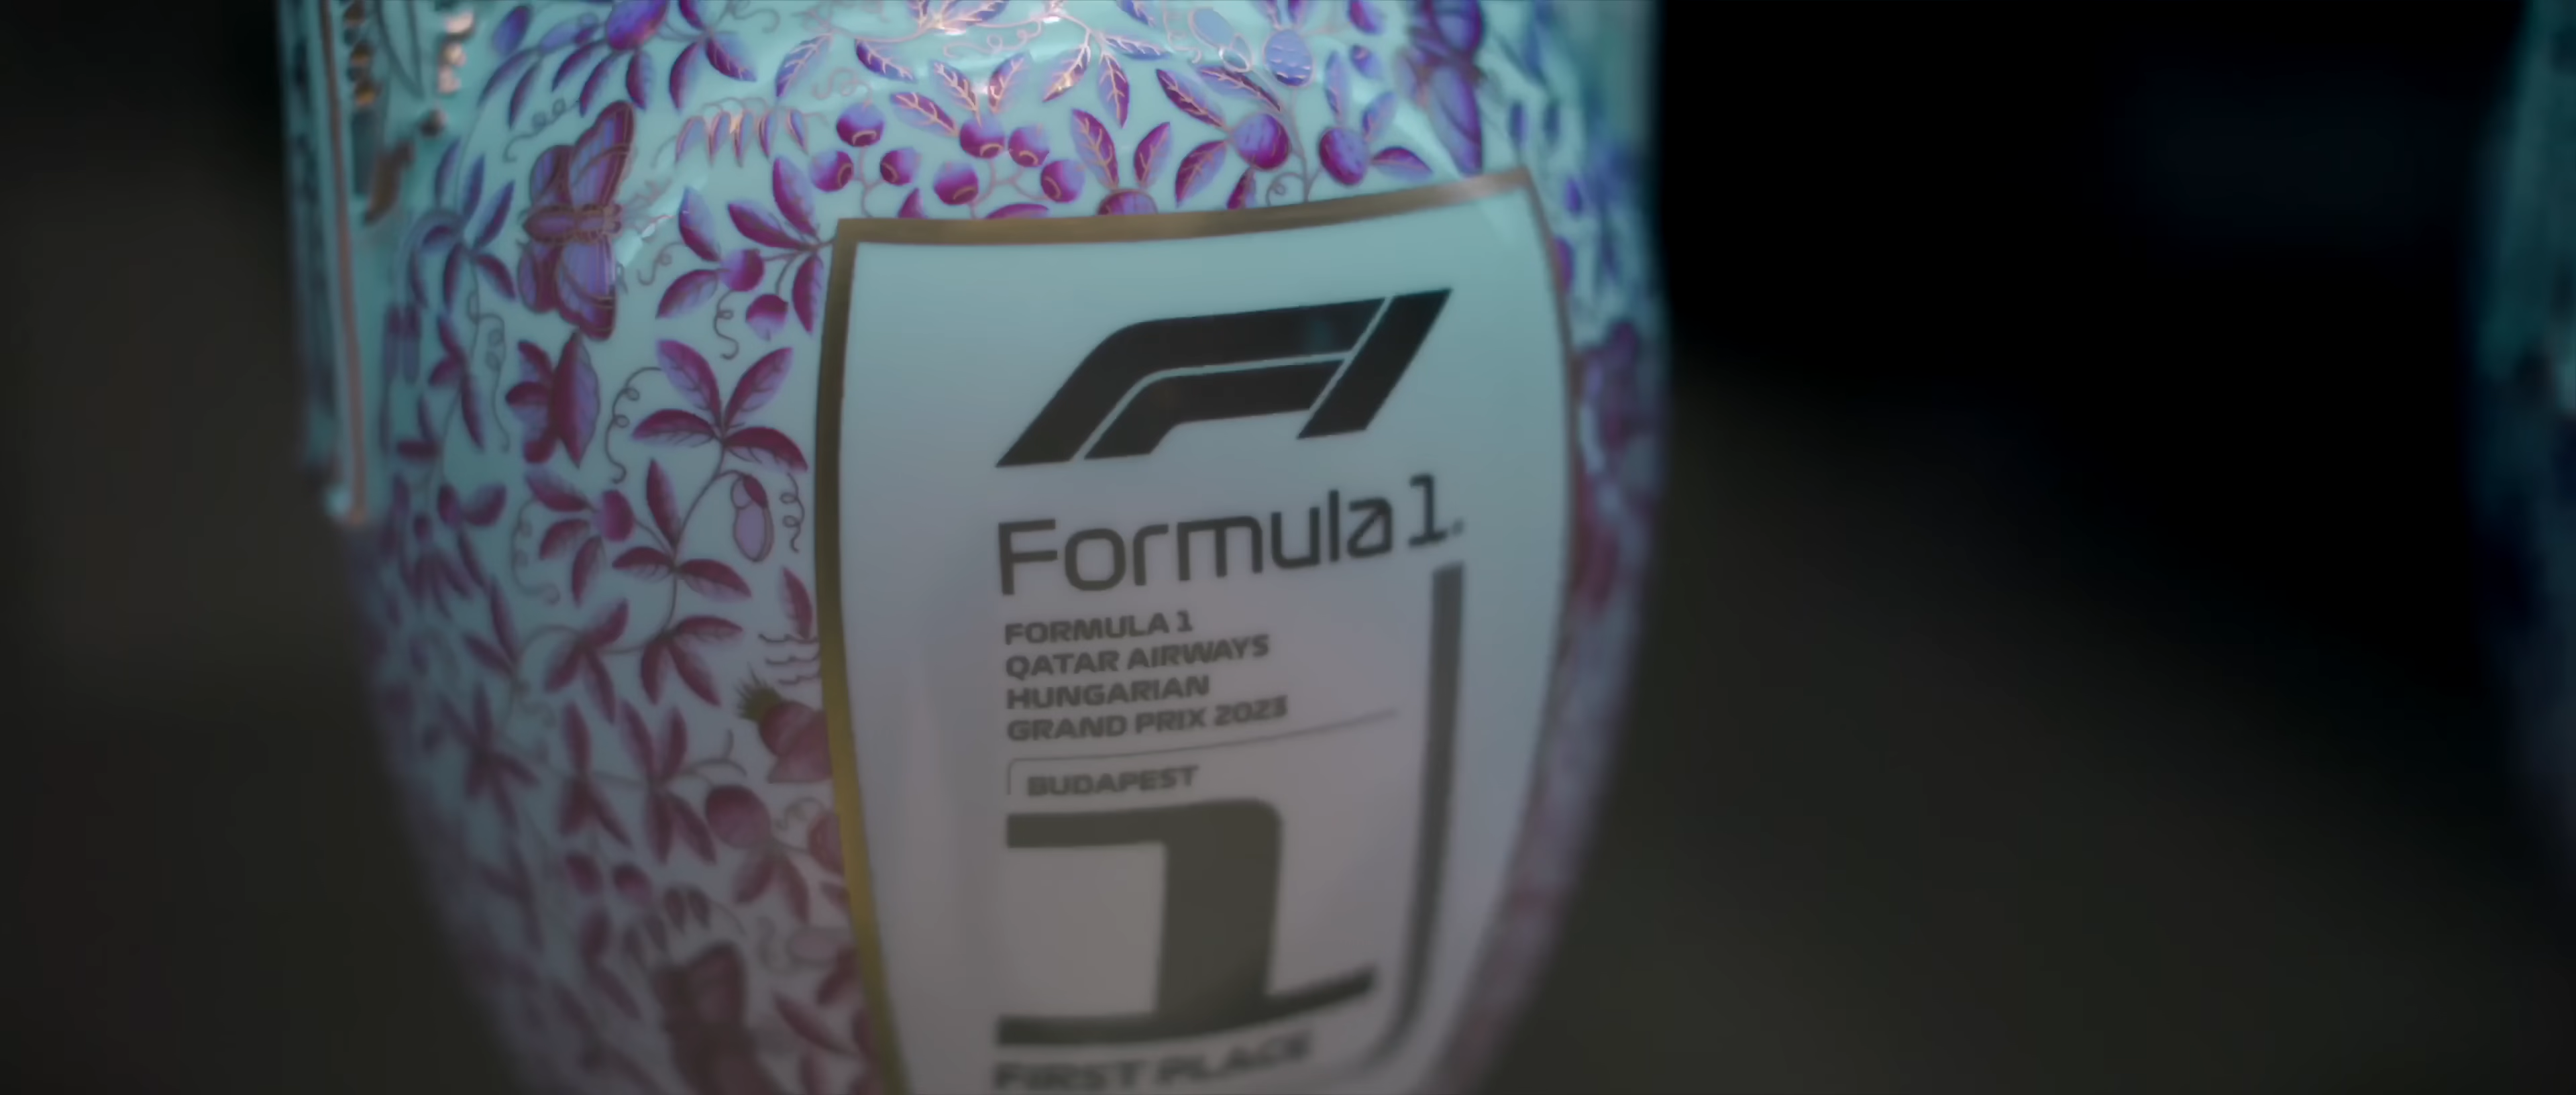 F1
Formula 1
FORMULA 1
QATAR AIRWAYS
HUNGARIAN
GRAND PRIX 2023
BUDAPEST
1
FIRST PLACE